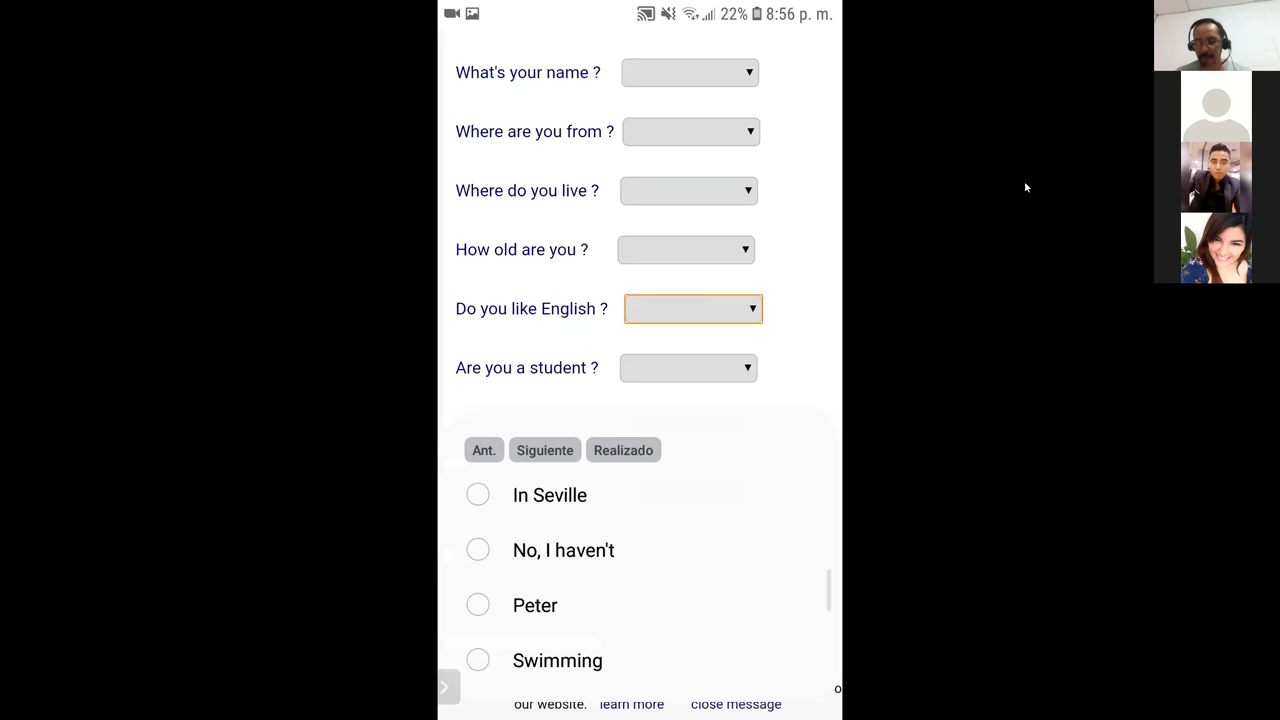 22% 8:56 p. m.
What's your name ?
Where are you from ?
Where do you live ?
How old are you ?
Do you like English ?
Are you a student ?
Ant. Siguiente Realizado
In Seville
No, I haven't
Peter
Swimming
o
our website. learn more close message